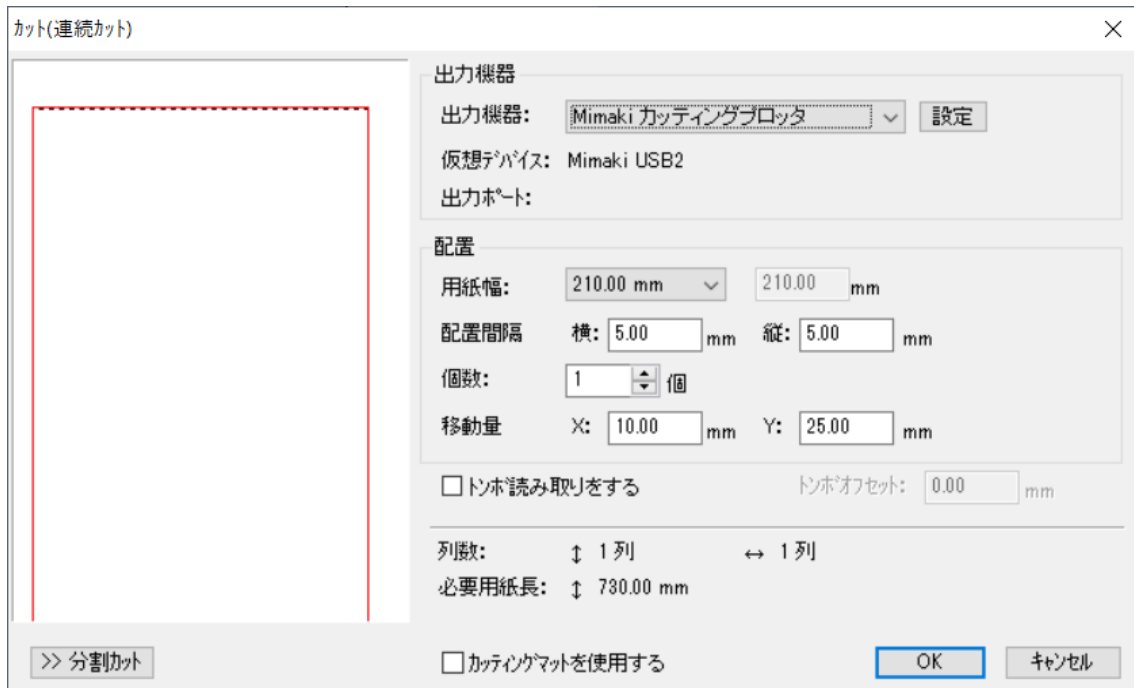 カット(連続カット)
出力機器
出力機器: Mimaki カッティングプロッタ 設定
仮想デバイス: Mimaki USB2
出力ポート:
配置
用紙幅: 210.00 mm 210.00 mm
配置間隔 横: 5.00 mm 縦: 5.00 mm
個数: 1 個
移動量 X: 10.00 mm Y: 25.00 mm
トンボ読み取りをする トンボオフセット: 0.00 mm
列数: ↕ 1 列 ↔ 1 列
必要用紙長: ↕ 730.00 mm
>> 分割カット カッティングマットを使用する OK キャンセル